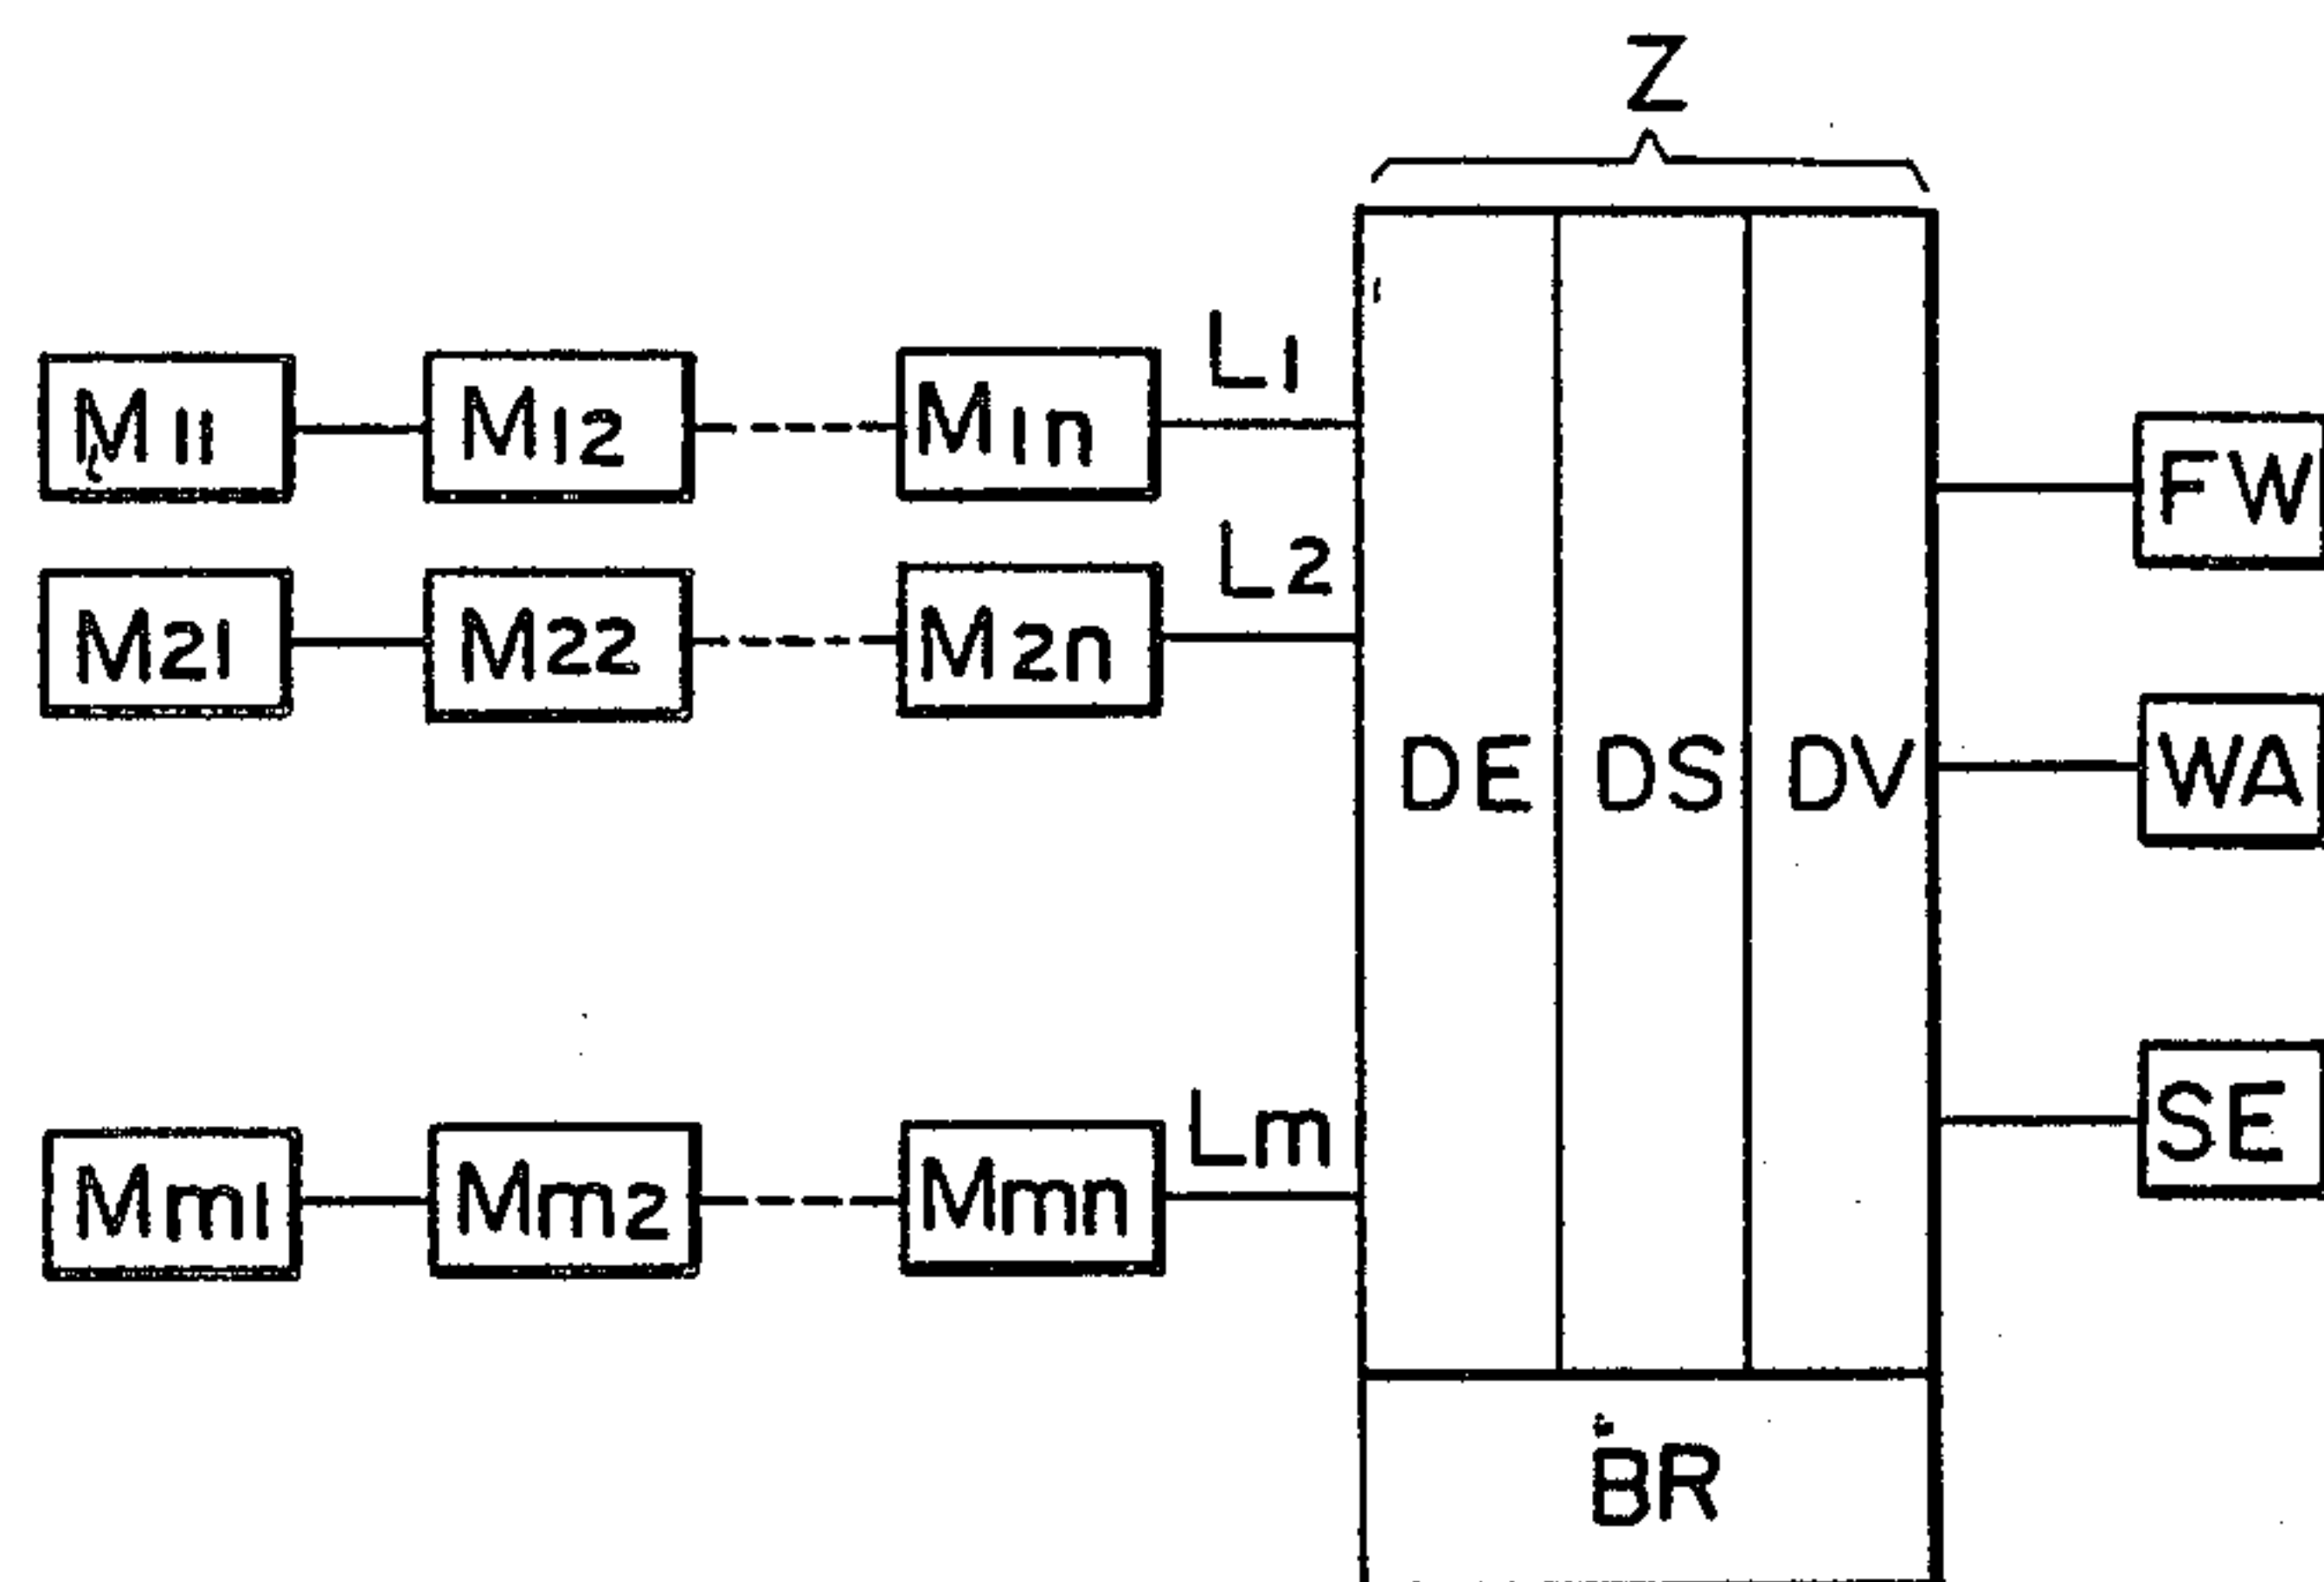 Z
L1
M11 M12 M1n
FW
L2
M21 M22 M2n
DE DS DV
WA
Lm
SE
Mm1 Mm2 Mmn
BR